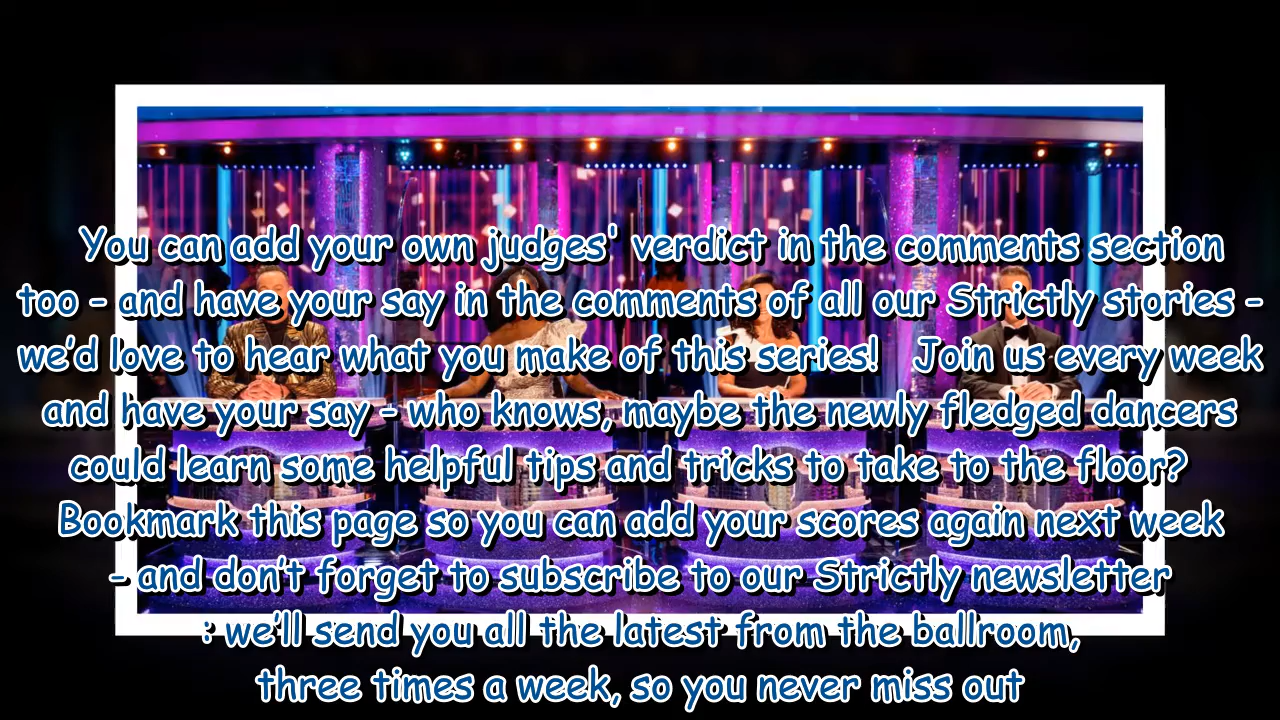 You can add your own judges' verdict in the comments section
too – and have your say in the comments of all our Strictly stories –
we’d love to hear what you make of this series!   Join us every week
and have your say – who knows, maybe the newly fledged dancers
could learn some helpful tips and tricks to take to the floor?
Bookmark this page so you can add your scores again next week
– and don’t forget to subscribe to our Strictly newsletter
: we’ll send you all the latest from the ballroom,
three times a week, so you never miss out